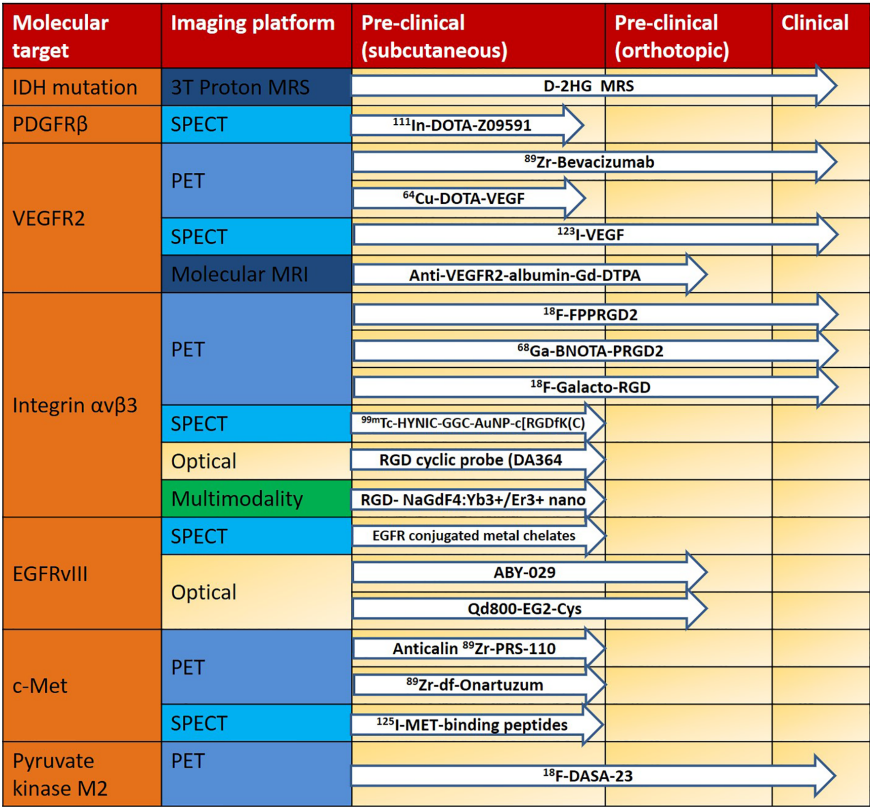 Molecular target
Imaging platform
Pre-clinical (subcutaneous)
Pre-clinical (orthotopic)
Clinical
IDH mutation
3T Proton MRS
D-2HG MRS
PDGFRβ
SPECT
¹¹¹In-DOTA-Z09591
VEGFR2
PET
⁸⁹Zr-Bevacizumab
⁶⁴Cu-DOTA-VEGF
SPECT
¹²³I-VEGF
Molecular MRI
Anti-VEGFR2-albumin-Gd-DTPA
Integrin ανβ3
PET
¹⁸F-FPPRGD2
⁶⁸Ga-BNOTA-PRGD2
¹⁸F-Galacto-RGD
SPECT
⁹⁹ᵐTc-HYNIC-GGC-AuNP-c[RGDfK(C)
Optical
RGD cyclic probe (DA364
Multimodality
RGD- NaGdF4:Yb3+/Er3+ nano
EGFRvIII
SPECT
EGFR conjugated metal chelates
Optical
ABY-029
Qd800-EG2-Cys
c-Met
PET
Anticalin ⁸⁹Zr-PRS-110
⁸⁹Zr-df-Onartuzum
SPECT
¹²⁵I-MET-binding peptides
Pyruvate kinase M2
PET
¹⁸F-DASA-23